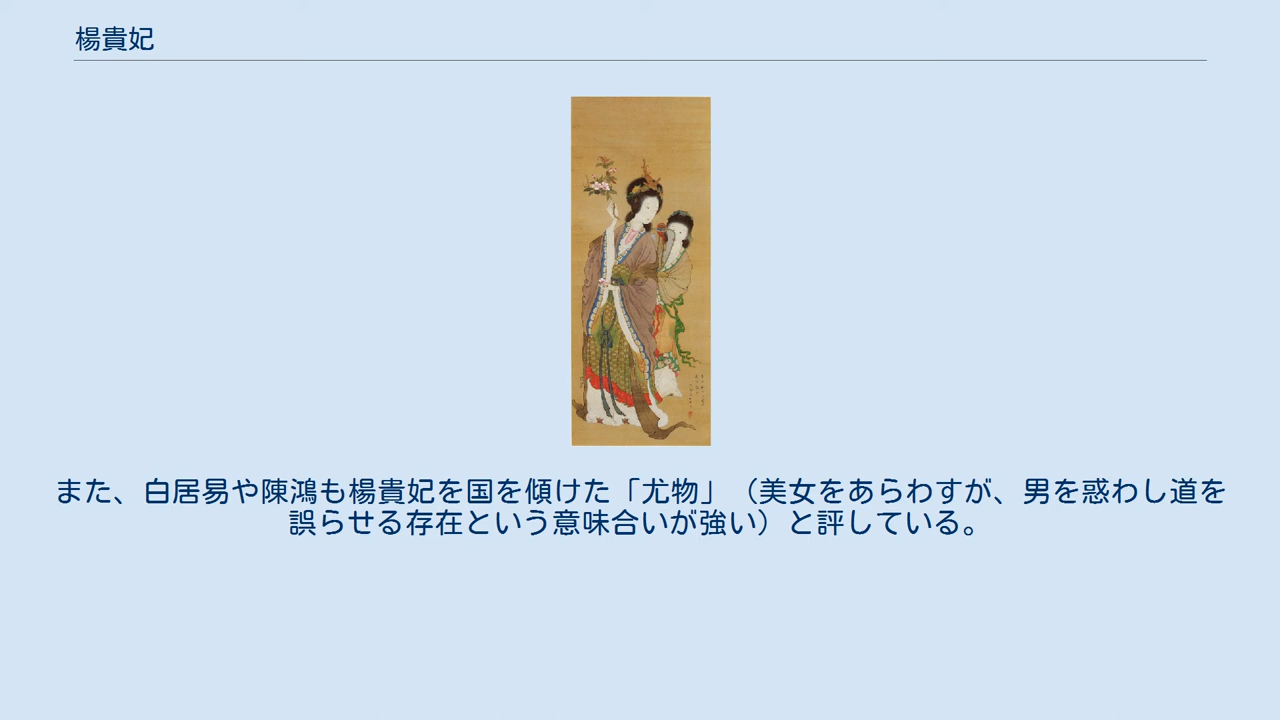 楊貴妃
また、白居易や陳鴻も楊貴妃を国を傾けた「尤物」（美女をあらわすが、男を惑わし道を
誤らせる存在という意味合いが強い）と評している。